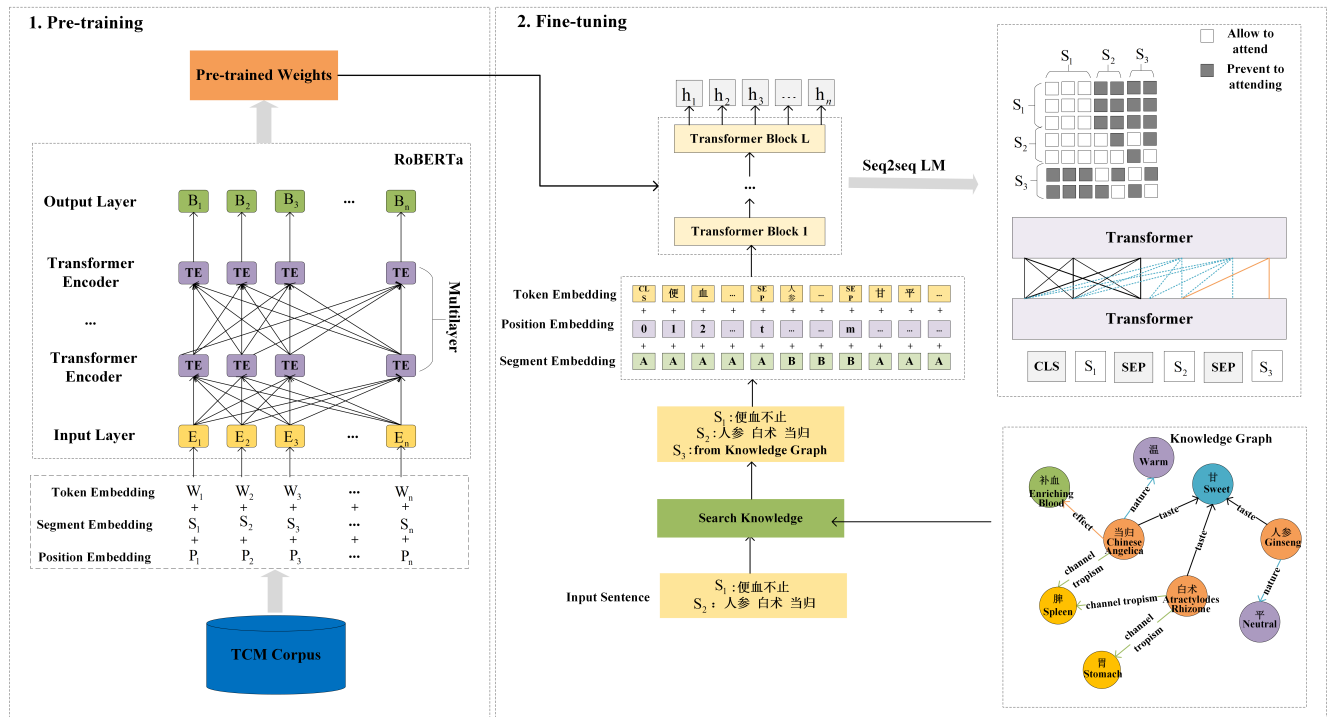 1. Pre-training
Pre-trained Weights
RoBERTa
Output Layer
B1 B2 B3 ... Bn
Transformer
Encoder
TE TE TE TE
...
Multilayer
Transformer
Encoder
TE TE TE TE
Input Layer
E1 E2 E3 ... En
Token Embedding W1 W2 W3 ... Wn
+ + + ... +
Segment Embedding S1 S2 S3 ... Sn
+ + + ... +
Position Embedding P1 P2 P3 ... Pn
TCM Corpus
2. Fine-tuning
h1 h2 h3 ... hn
Transformer Block L
...
Transformer Block 1
Seq2seq LM
Token Embedding CLS 便 血 ... SEP 人参 ... SEP 甘 平 ...
+ + + + + + + + + + +
Position Embedding 0 1 2 ... t ... ... m ... ... ...
+ + + + + + + + + + +
Segment Embedding A A A A A B B B A A A
S1:便血不止
S2:人参 白术 当归
S3:from Knowledge Graph
Search Knowledge
Input Sentence
S1:便血不止
S2：人参 白术 当归
Allow to
attend
Prevent to
attending
S1 S2 S3
S1
S2
S3
Transformer
Transformer
CLS S1 SEP S2 SEP S3
Knowledge Graph
温
Warm
甘
Sweet
补血
Enriching
Blood
effect
nature
taste
taste
taste
当归
Chinese
Angelica
人参
Ginseng
channel
tropism
nature
脾
Spleen
channel tropism
白术
Atractylodes
Rhizome
平
Neutral
channel
tropism
胃
Stomach